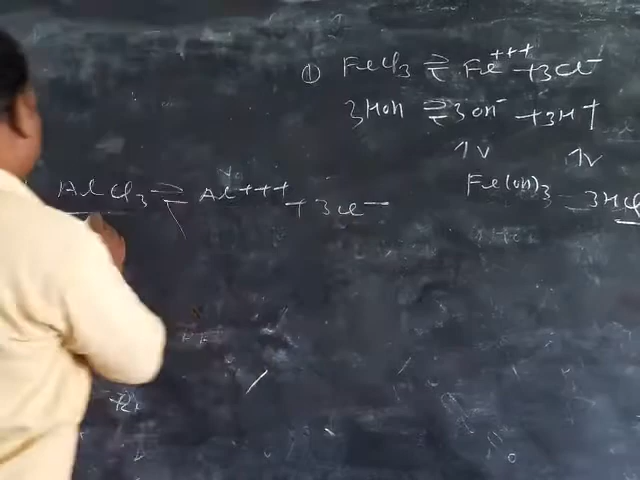 ① FeCl₃ ⇌ Fe⁺⁺⁺ + 3Cl⁻
3HOH ⇌ 3OH⁻ + 3H⁺
Fe(OH)₃ 3HCl
AlCl₃ ⇌ Al+++ + 3Cl⁻